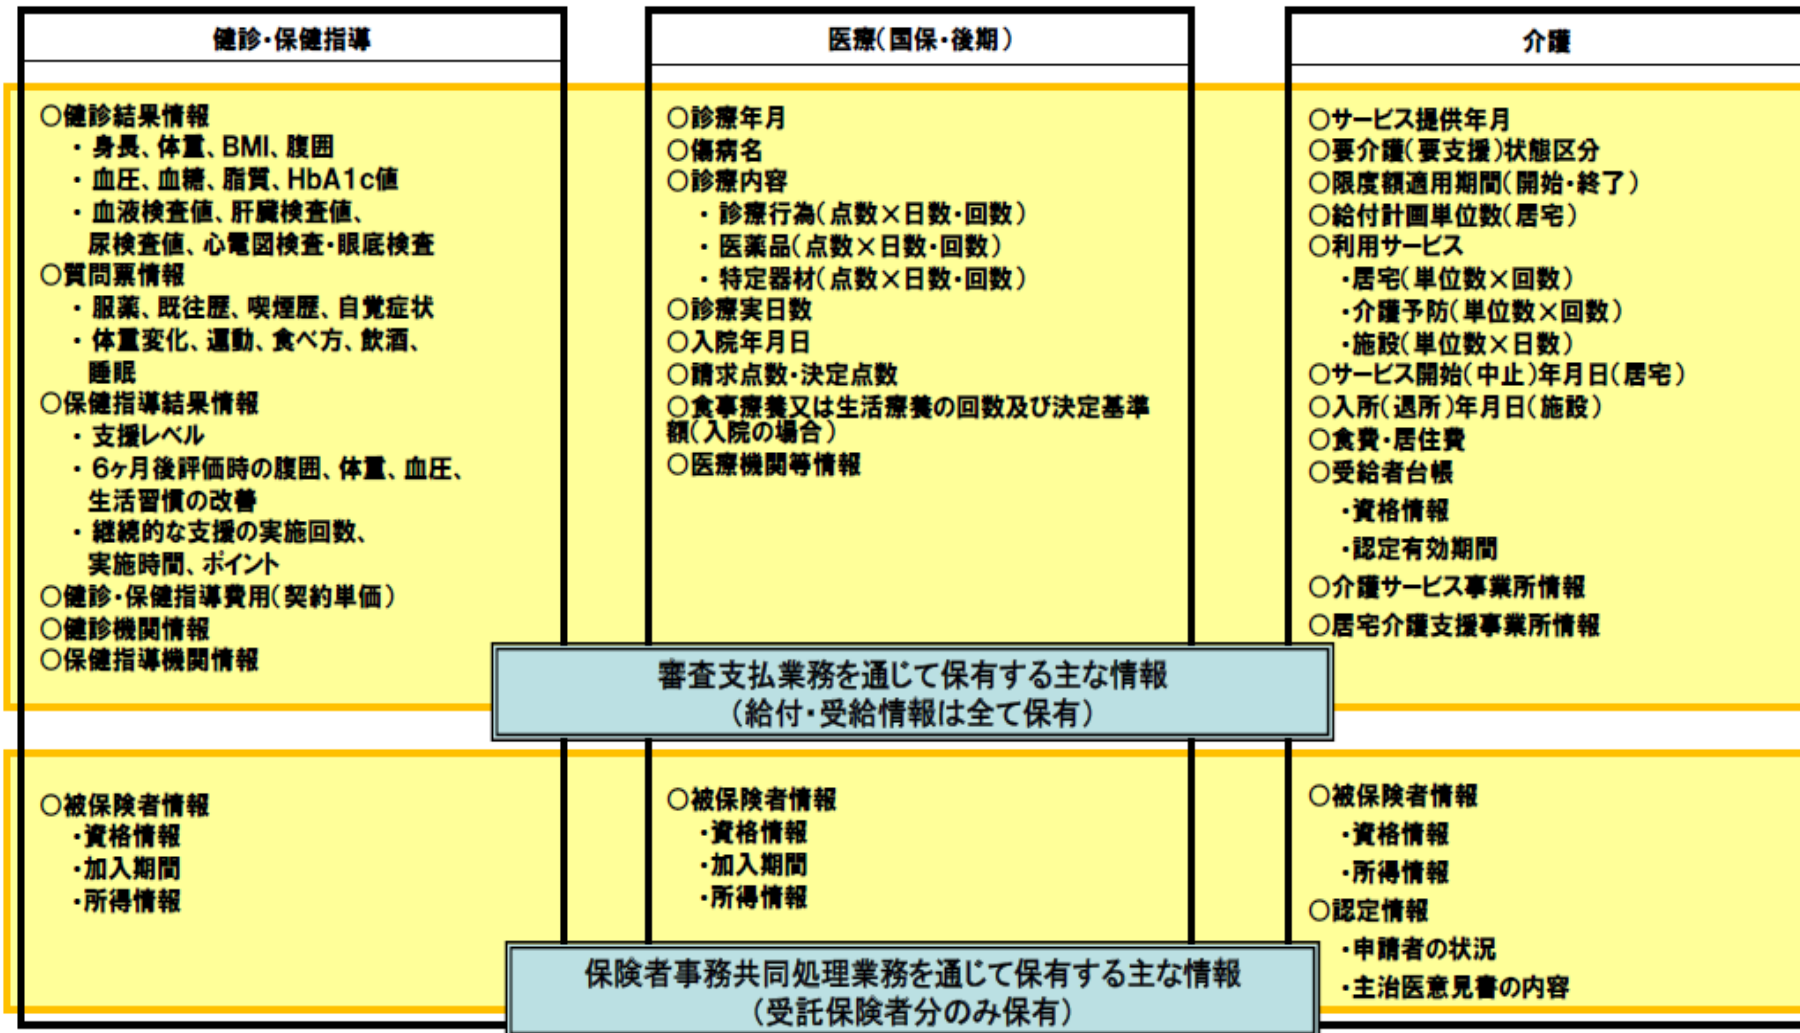 健診・保健指導
○健診結果情報
・身長、体重、BMI、腹囲
・血圧、血糖、脂質、HbA1c値
・血液検査値、肝臓検査値、
尿検査値、心電図検査・眼底検査
○質問票情報
・服薬、既往歴、喫煙歴、自覚症状
・体重変化、運動、食べ方、飲酒、
睡眠
○保健指導結果情報
・支援レベル
・6ヶ月後評価時の腹囲、体重、血圧、
生活習慣の改善
・継続的な支援の実施回数、
実施時間、ポイント
○健診・保健指導費用(契約単価)
○健診機関情報
○保健指導機関情報
医療(国保・後期)
○診療年月
○傷病名
○診療内容
・診療行為(点数×日数・回数)
・医薬品(点数×日数・回数)
・特定器材(点数×日数・回数)
○診療実日数
○入院年月日
○請求点数・決定点数
○食事療養又は生活療養の回数及び決定基準
額(入院の場合)
○医療機関等情報
介護
○サービス提供年月
○要介護(要支援)状態区分
○限度額適用期間(開始・終了)
○給付計画単位数(居宅)
○利用サービス
・居宅(単位数×回数)
・介護予防(単位数×回数)
・施設(単位数×日数)
○サービス開始(中止)年月日(居宅)
○入所(退所)年月日(施設)
○食費・居住費
○受給者台帳
・資格情報
・認定有効期間
○介護サービス事業所情報
○居宅介護支援事業所情報
審査支払業務を通じて保有する主な情報
(給付・受給情報は全て保有)
○被保険者情報
・資格情報
・加入期間
・所得情報
○被保険者情報
・資格情報
・加入期間
・所得情報
○被保険者情報
・資格情報
・所得情報
○認定情報
・申請者の状況
・主治医意見書の内容
保険者事務共同処理業務を通じて保有する主な情報
(受託保険者分のみ保有)